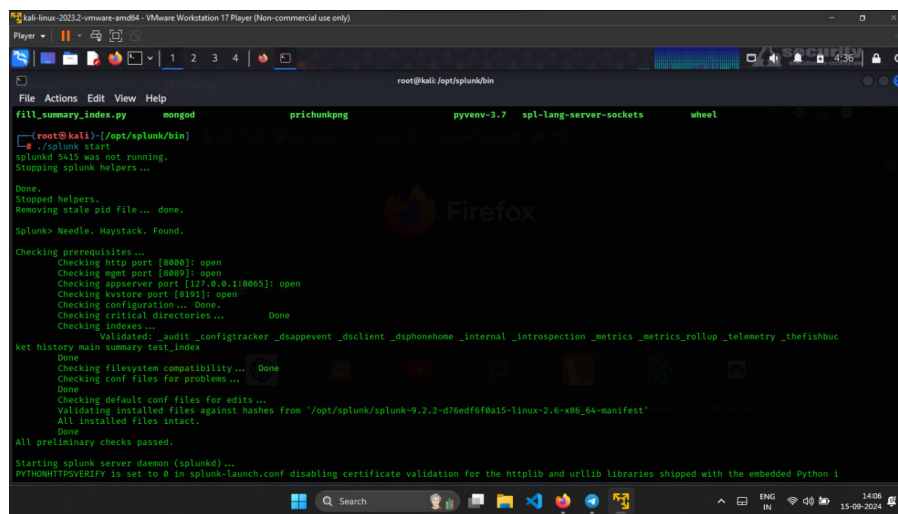 kali-linux-2023.2-vmware-amd64 - VMware Workstation 17 Player (Non-commercial use only)
Player
1 2 3 4
security
4:36
root@kali: /opt/splunk/bin
File Actions Edit View Help
fill_summary_index.py mongod prichunkpng pyvenv-3.7 spl-lang-server-sockets wheel
┌──(root㉿kali)-[/opt/splunk/bin]
└─# ./splunk start
splunkd 5415 was not running.
Stopping splunk helpers...
Done.
Stopped helpers.
Removing stale pid file... done.
Splunk> Needle. Haystack. Found.
Checking prerequisites...
Checking http port [8000]: open
Checking mgmt port [8089]: open
Checking appserver port [127.0.0.1:8065]: open
Checking kvstore port [8191]: open
Checking configuration... Done.
Checking critical directories... Done
Checking indexes...
Validated: _audit _configtracker _dsappevent _dsclient _dsphonehome _internal _introspection _metrics _metrics_rollup _telemetry _thefishbuc
ket history main summary test_index
Done
Checking filesystem compatibility... Done
Checking conf files for problems...
Done
Checking default conf files for edits...
Validating installed files against hashes from '/opt/splunk/splunk-9.2.2-d76edf6f0a15-linux-2.6-x86_64-manifest'
All installed files intact.
Done
All preliminary checks passed.
Starting splunk server daemon (splunkd)...
PYTHONHTTPSVERIFY is set to 0 in splunk-launch.conf disabling certificate validation for the httplib and urllib libraries shipped with the embedded Python i
Firefox
Search
ENG
IN
14:06
15-09-2024